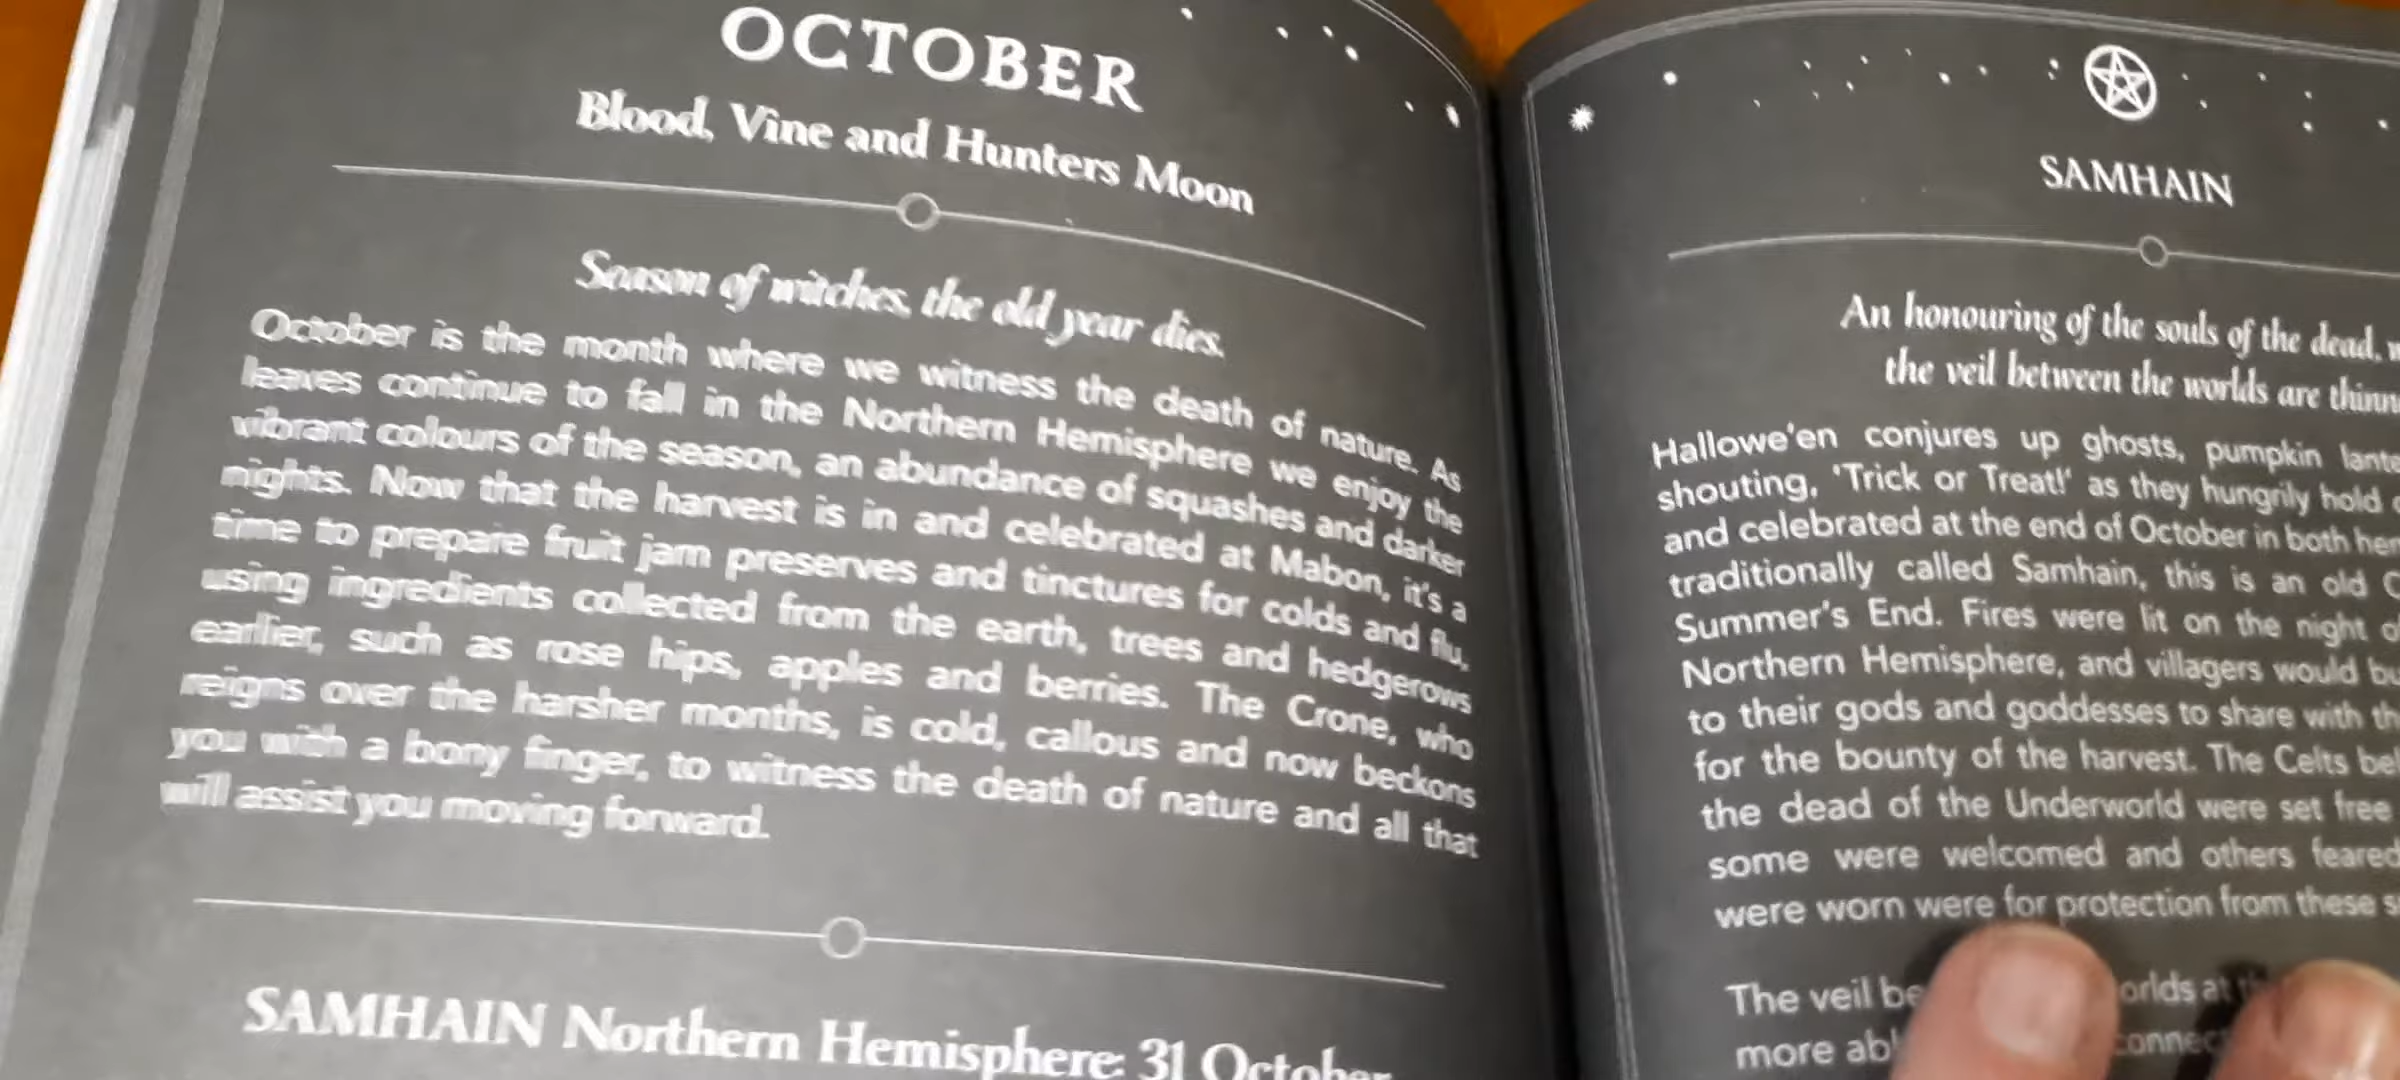 OCTOBER
Blood, Vine and Hunters Moon
Season of witches, the old year dies.
October is the month where we witness the death of nature. As
leaves continue to fall in the Northern Hemisphere we enjoy the
vibrant colours of the season, an abundance of squashes and darker
nights. Now that the harvest is in and celebrated at Mabon, it's a
time to prepare fruit jam preserves and tinctures for colds and flu,
using ingredients collected from the earth, trees and hedgerows
earlier, such as rose hips, apples and berries. The Crone, who
reigns over the harsher months, is cold, callous and now beckons
you with a bony finger, to witness the death of nature and all that
will assist you moving forward.
SAMHAIN Northern Hemisphere: 31 October
SAMHAIN
An honouring of the souls of the dead,
the veil between the worlds are
Hallowe'en conjures up ghosts, pumpkin
shouting, 'Trick or Treat!' as they hungrily hold
and celebrated at the end of October in both
traditionally called Samhain, this is an old
Summer's End. Fires were lit on the night
Northern Hemisphere, and villagers would
to their gods and goddesses to share with
for the bounty of the harvest. The Celts
the dead of the Underworld were set free
some were welcomed and others feared
were worn were for protection from these
The veil
more